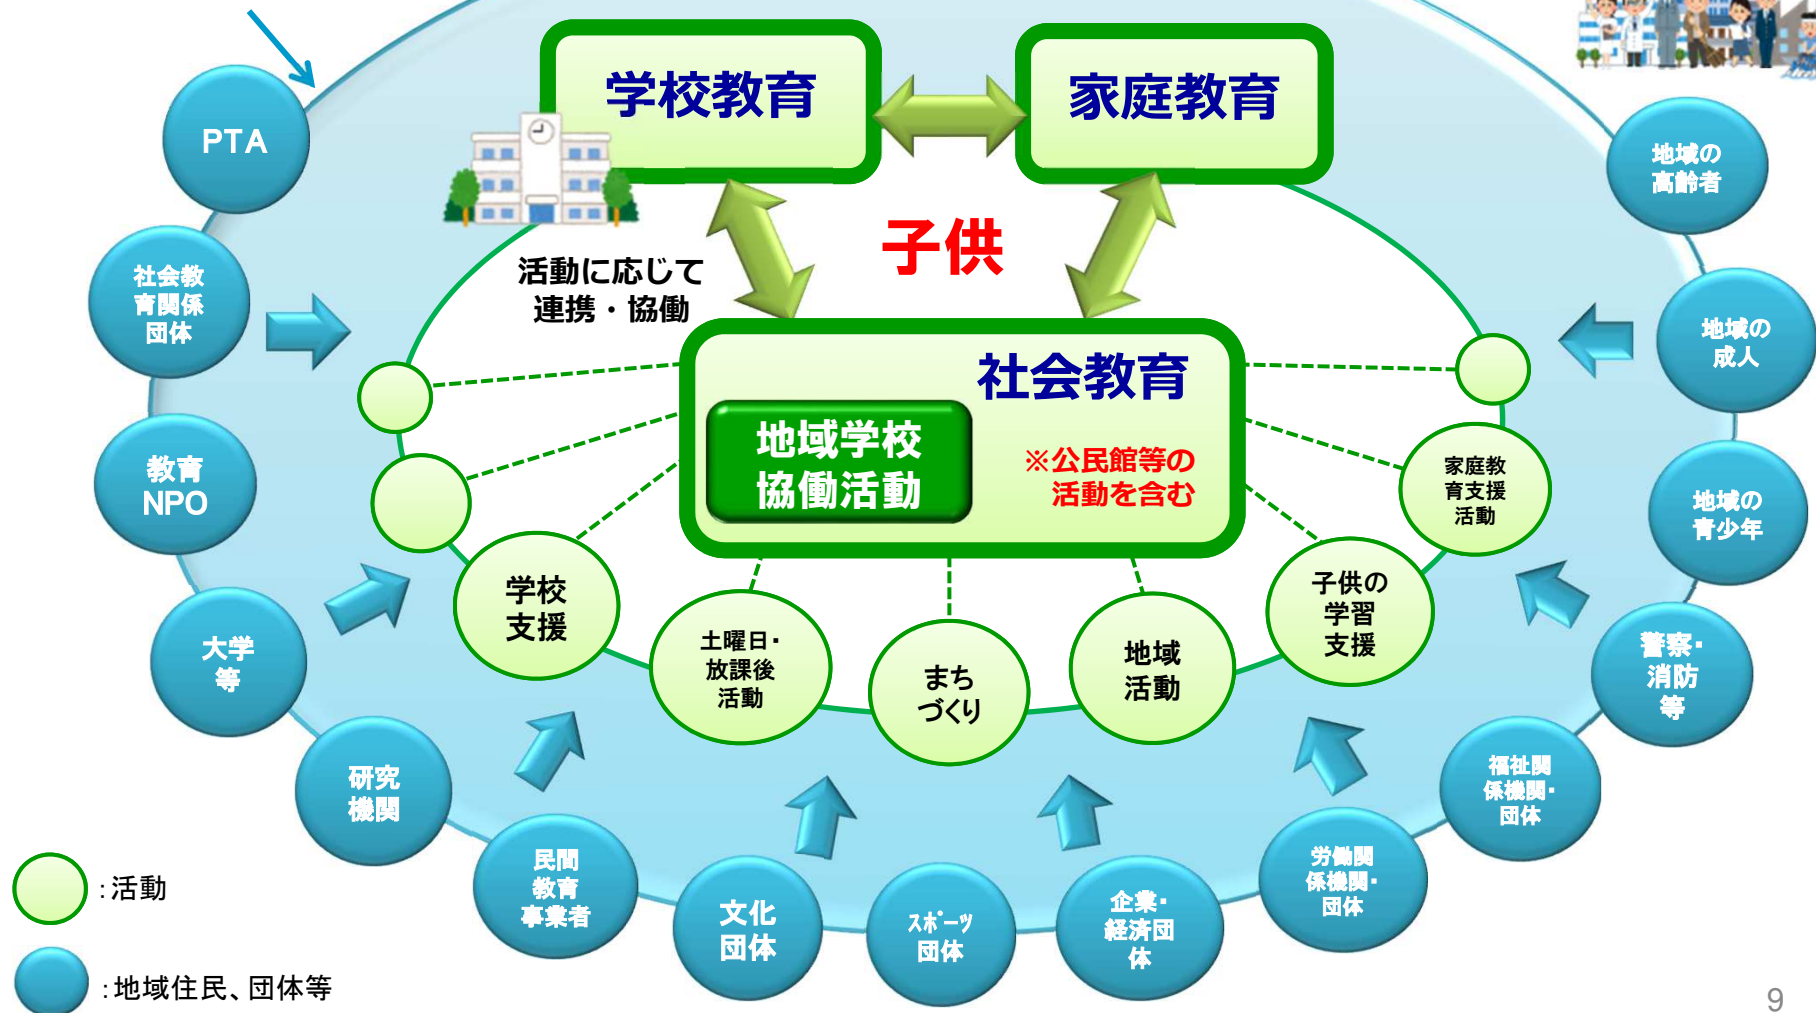 学校教育
家庭教育
PTA
地域の
高齢者
子供
社会教
育関係
団体
活動に応じて
連携・協働
地域の
成人
社会教育
地域学校
協働活動
※公民館等の
活動を含む
教育
NPO
家庭教
育支援
活動
地域の
青少年
学校
支援
土曜日・
放課後
活動
まち
づくり
地域
活動
子供の
学習
支援
大学
等
警察・
消防
等
研究
機関
福祉関
係機関・
団体
民間
教育
事業者
文化
団体
スポーツ
団体
企業・
経済団
体
労働関
係機関・
団体
:活動
:地域住民、団体等
9